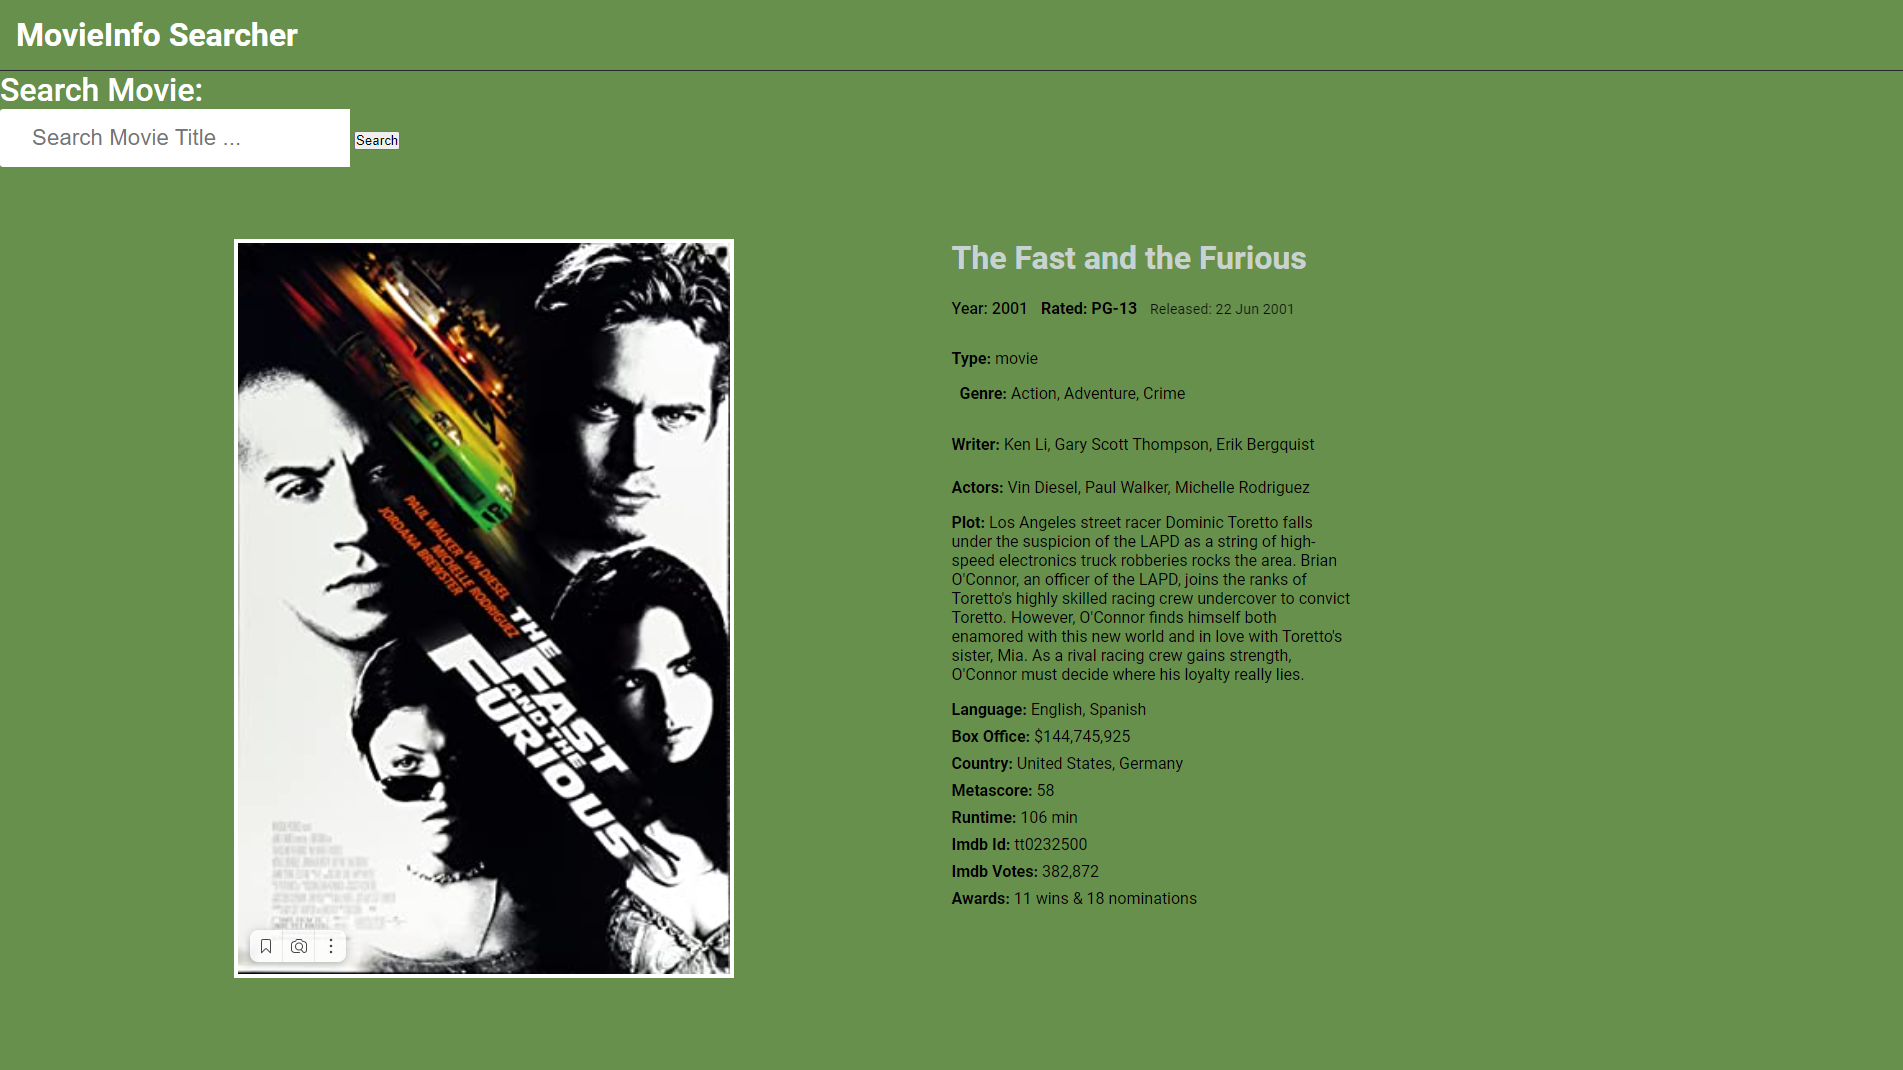 MovieInfo Searcher
Search Movie:
Search Movie Title ...
Search
PAUL WALKER VIN DIESEL
JORDANA BREWSTER MICHELLE RODRIGUEZ
THE
FAST
AND THE
FURIOUS
The Fast and the Furious
Year: 2001 Rated: PG-13 Released: 22 Jun 2001
Type: movie
Genre: Action, Adventure, Crime
Writer: Ken Li, Gary Scott Thompson, Erik Bergquist
Actors: Vin Diesel, Paul Walker, Michelle Rodriguez
Plot: Los Angeles street racer Dominic Toretto falls
under the suspicion of the LAPD as a string of high-
speed electronics truck robberies rocks the area. Brian
O'Connor, an officer of the LAPD, joins the ranks of
Toretto's highly skilled racing crew undercover to convict
Toretto. However, O'Connor finds himself both
enamored with this new world and in love with Toretto's
sister, Mia. As a rival racing crew gains strength,
O'Connor must decide where his loyalty really lies.
Language: English, Spanish
Box Office: $144,745,925
Country: United States, Germany
Metascore: 58
Runtime: 106 min
Imdb Id: tt0232500
Imdb Votes: 382,872
Awards: 11 wins & 18 nominations